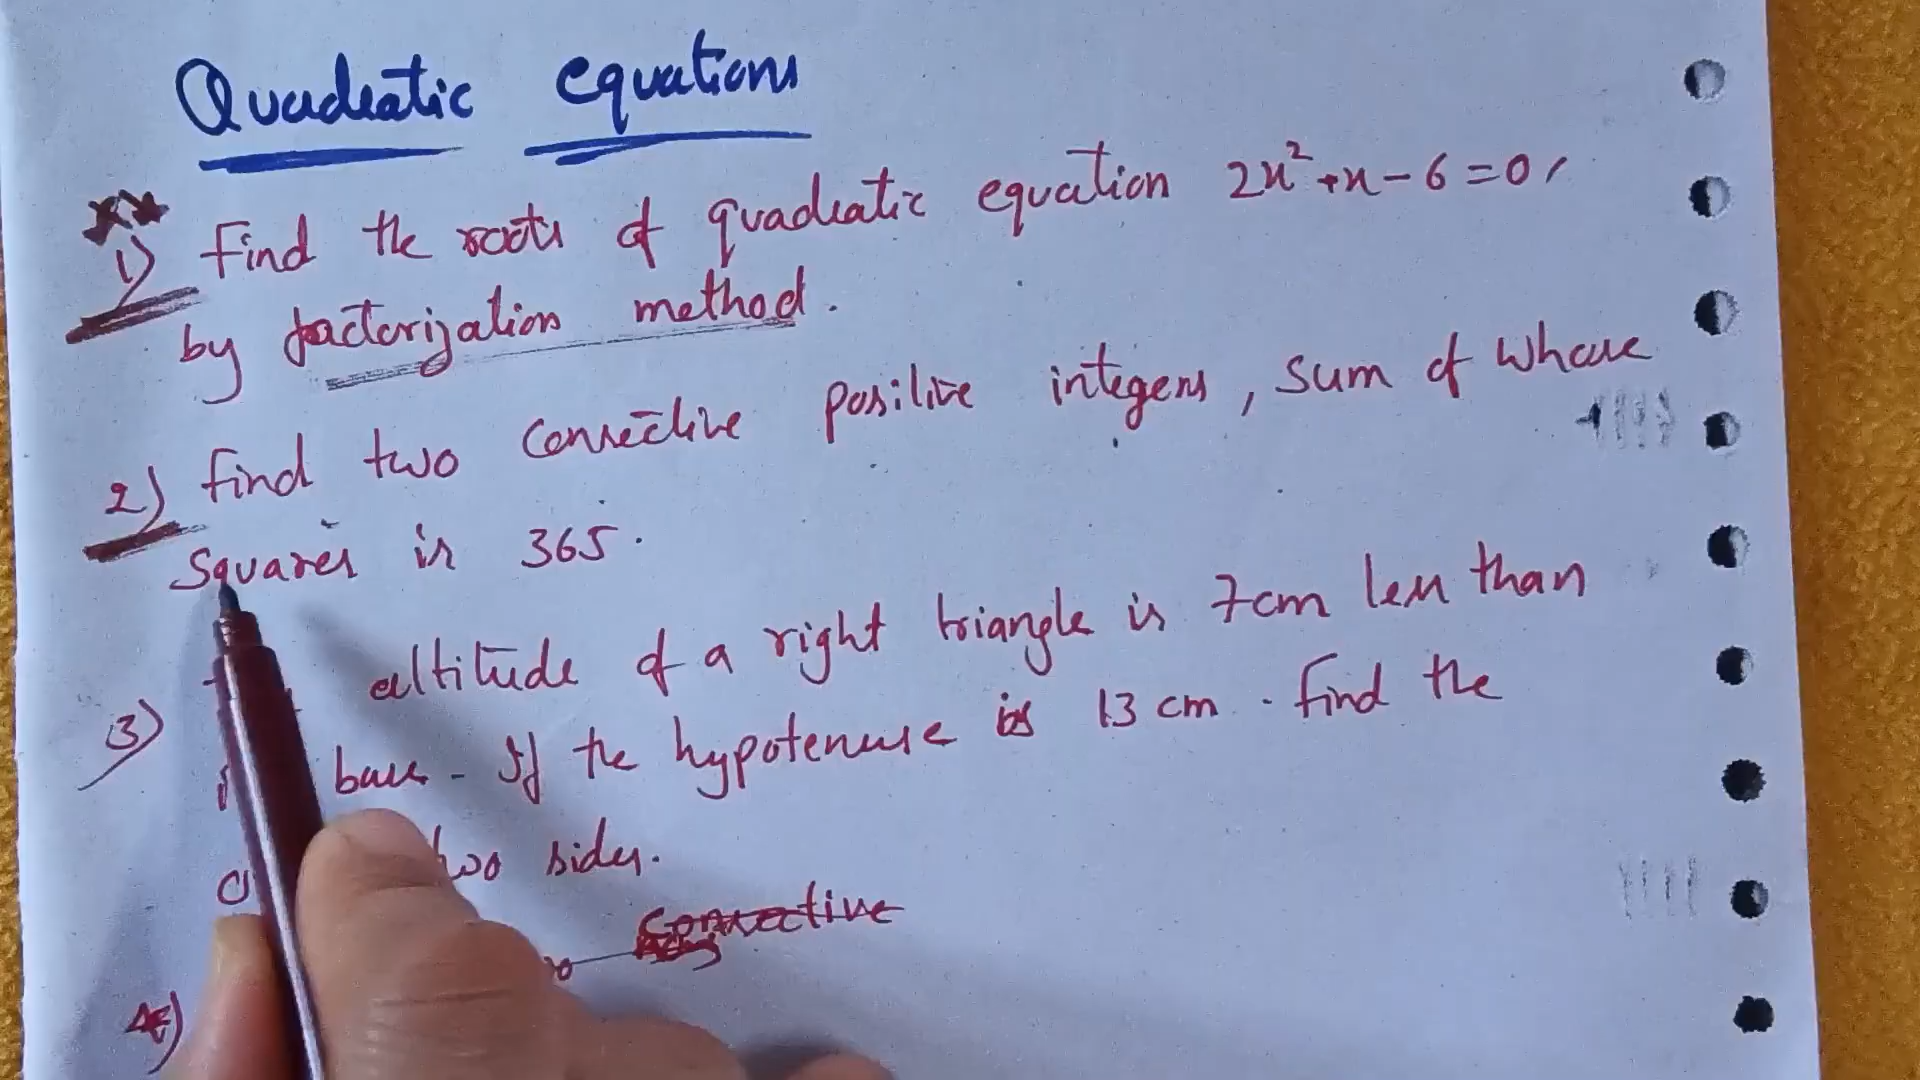 Quadratic equations
1) Find the roots of quadratic equation 2x²+x-6=0,
by factorization method.
2) find two consective positive integers, sum of whose
squares is 365.
3) altitude of a right triangle is 7cm less than
base. If the hypotenuse is 13 cm. find the
two sides.
Consective
4)